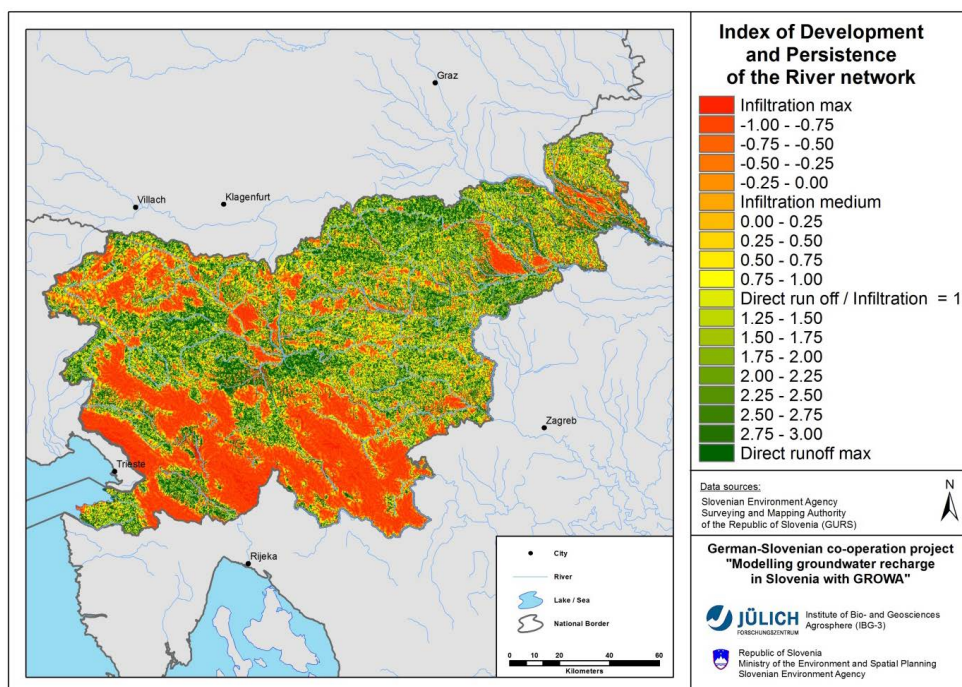 Graz
Villach
Klagenfurt
Zagreb
Trieste
Rijeka
City
River
Lake / Sea
National Border
0 10 20 40 60
Kilometers
Index of Development
and Persistence
of the River network
Infiltration max
-1.00 - -0.75
-0.75 - -0.50
-0.50 - -0.25
-0.25 - 0.00
Infiltration medium
0.00 - 0.25
0.25 - 0.50
0.50 - 0.75
0.75 - 1.00
Direct run off / Infiltration = 1
1.25 - 1.50
1.50 - 1.75
1.75 - 2.00
2.00 - 2.25
2.25 - 2.50
2.50 - 2.75
2.75 - 3.00
Direct runoff max
Data sources:
Slovenian Environment Agency
Surveying and Mapping Authority
of the Republic of Slovenia (GURS)
N
German-Slovenian co-operation project
"Modelling groundwater recharge
in Slovenia with GROWA"
JÜLICH
FORSCHUNGSZENTRUM
Institute of Bio- and Geosciences
Agrosphere (IBG-3)
Republic of Slovenia
Ministry of the Environment and Spatial Planning
Slovenian Environment Agency